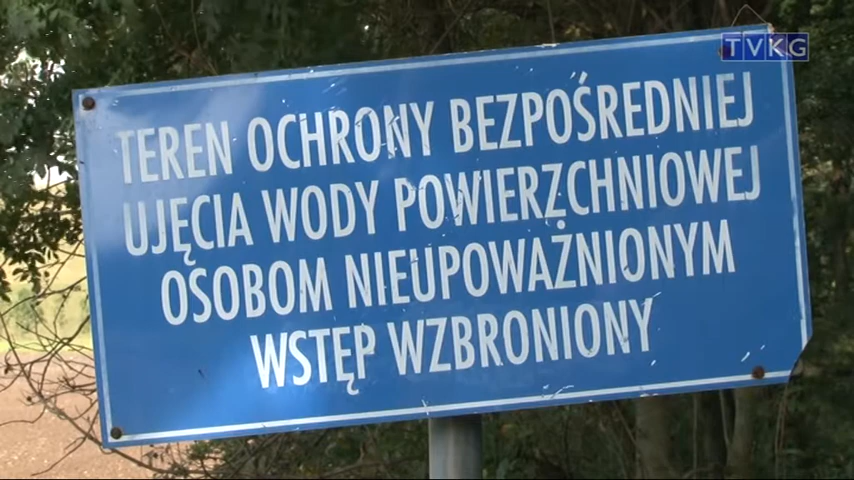 TVKG
TEREN OCHRONY BEZPOŚREDNIEJ
UJĘCIA WODY POWIERZCHNIOWEJ
OSOBOM NIEUPOWAŻNIONYM
WSTĘP WZBRONIONY